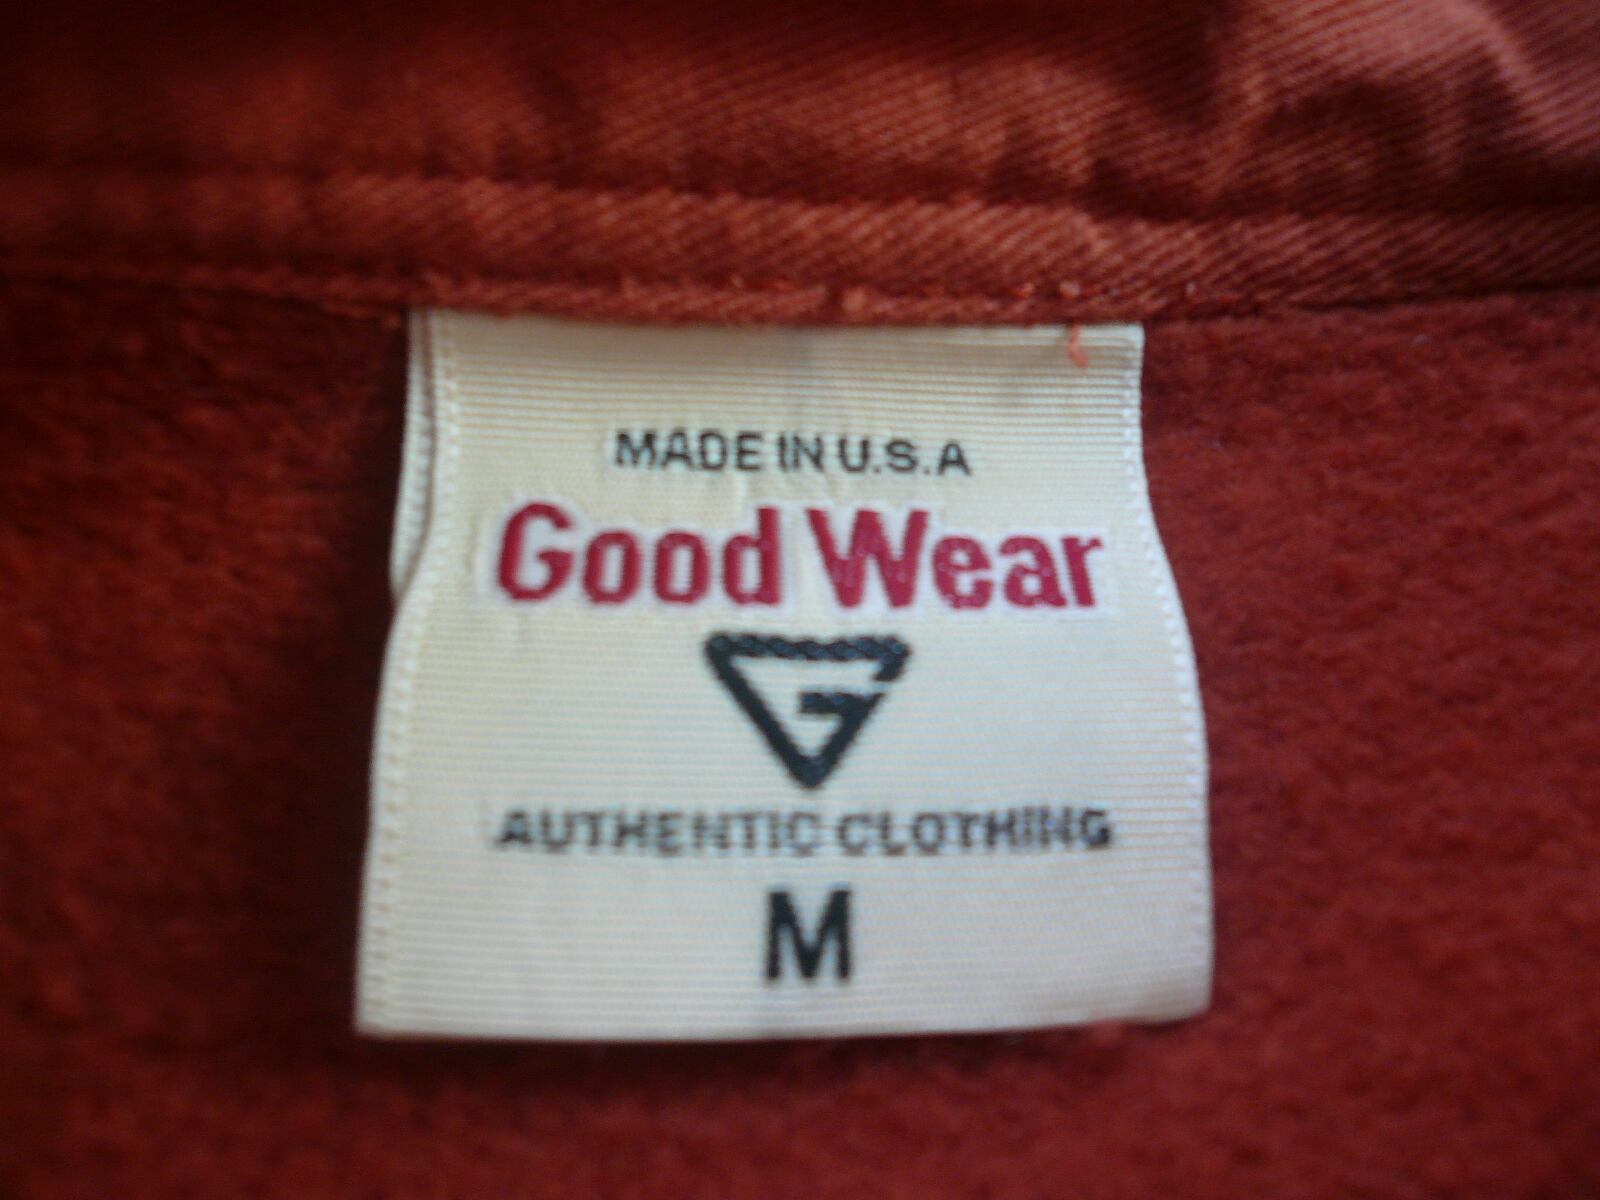 MADE IN U.S.A
Good Wear
G
AUTHENTIC CLOTHING
M